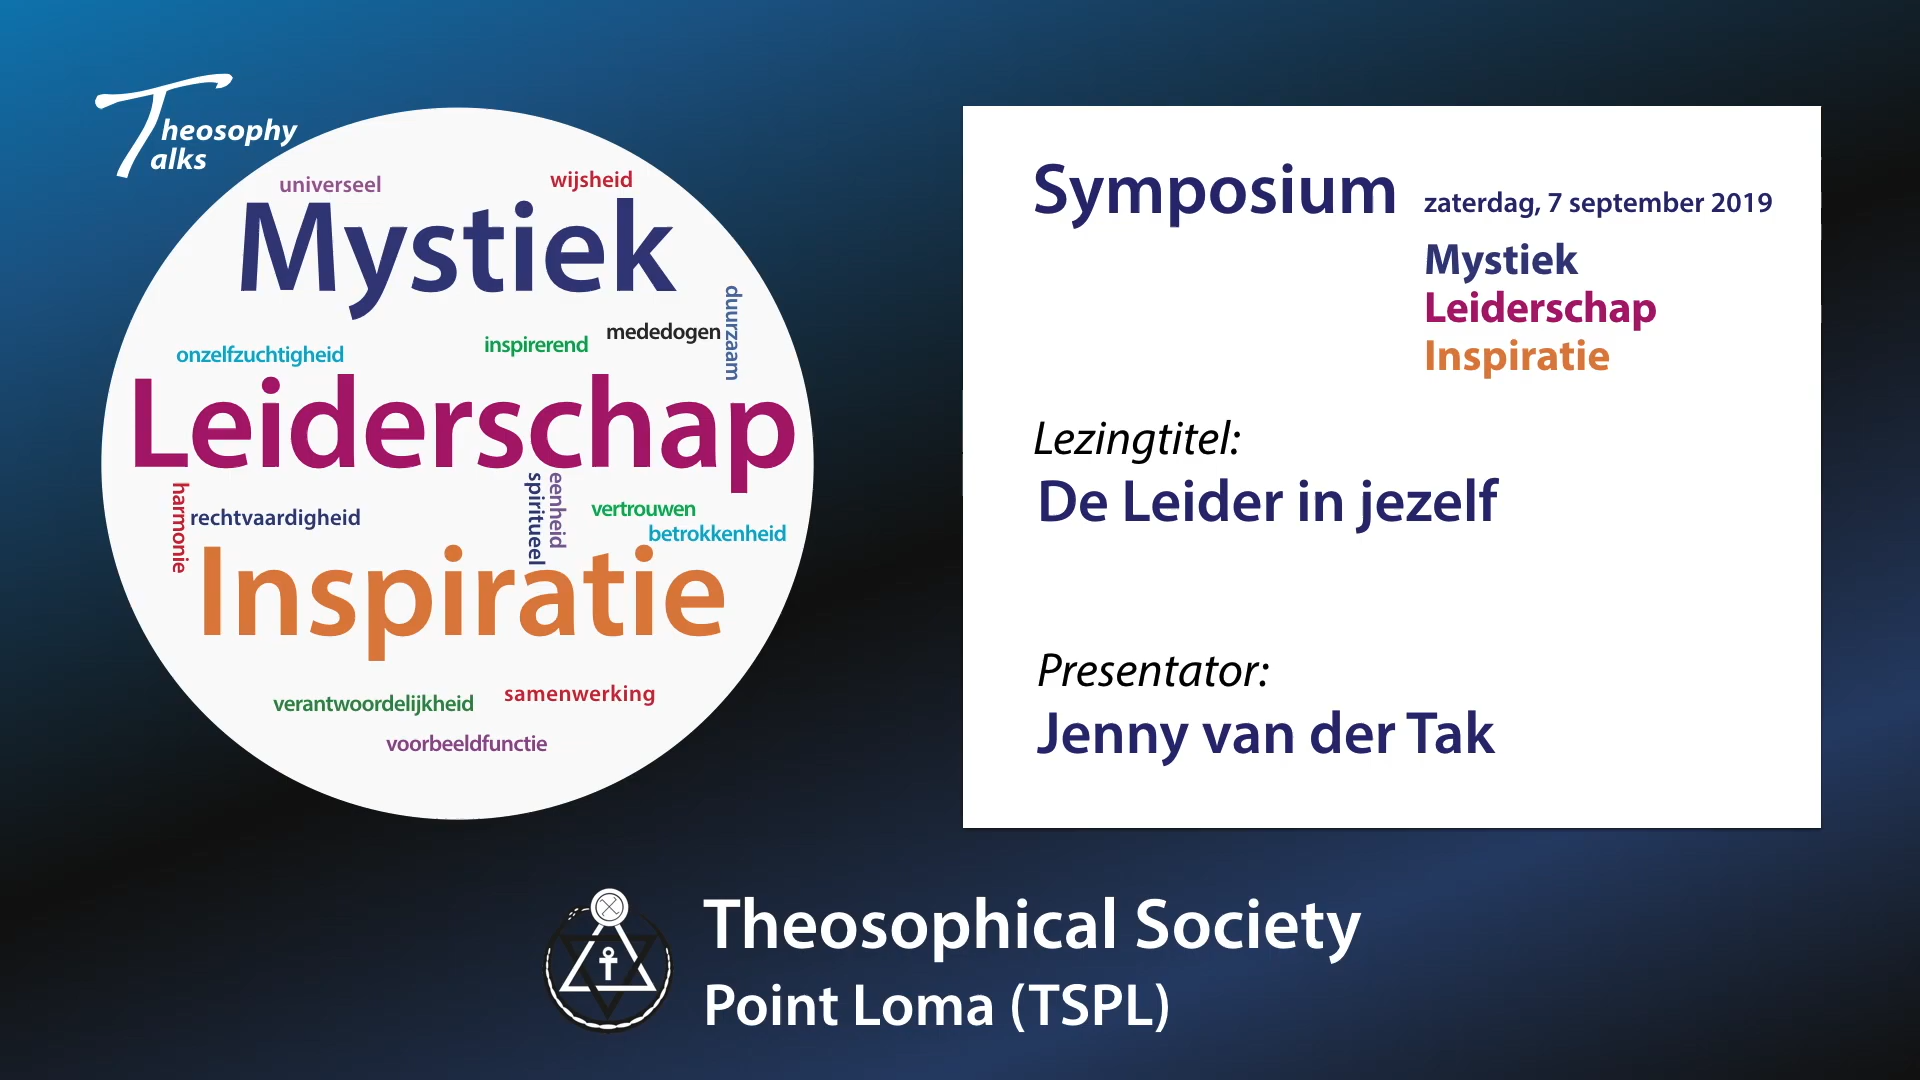 Theosophy
Talks
universeel
wijsheid
Mystiek
duurzaam
mededogen
inspirerend
onzelfzuchtigheid
Leiderschap
harmonie
rechtvaardigheid
spiritueel
eenheid
vertrouwen
betrokkenheid
Inspiratie
verantwoordelijkheid
samenwerking
voorbeeldfunctie
Symposium zaterdag, 7 september 2019
Mystiek
Leiderschap
Inspiratie
Lezingtitel:
De Leider in jezelf
Presentator:
Jenny van der Tak
Theosophical Society
Point Loma (TSPL)